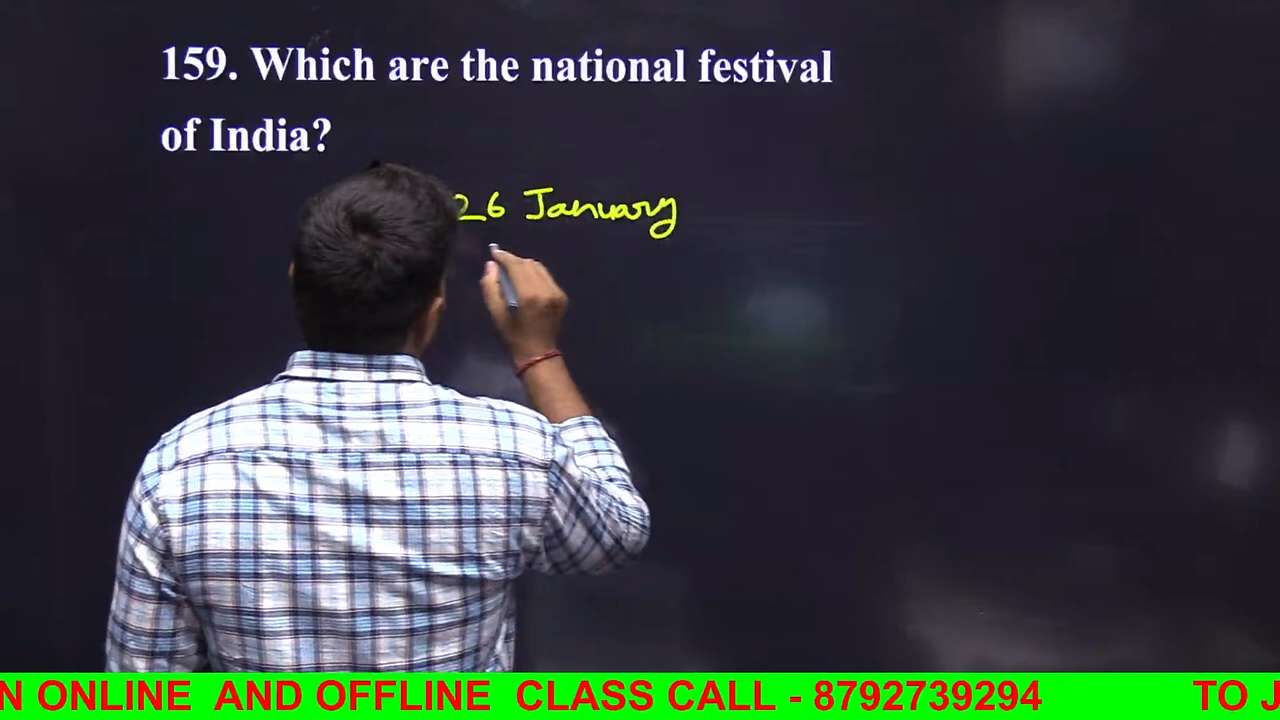 159. Which are the national festival
of India?
26 January
N ONLINE AND OFFLINE CLASS CALL - 8792739294 TO J